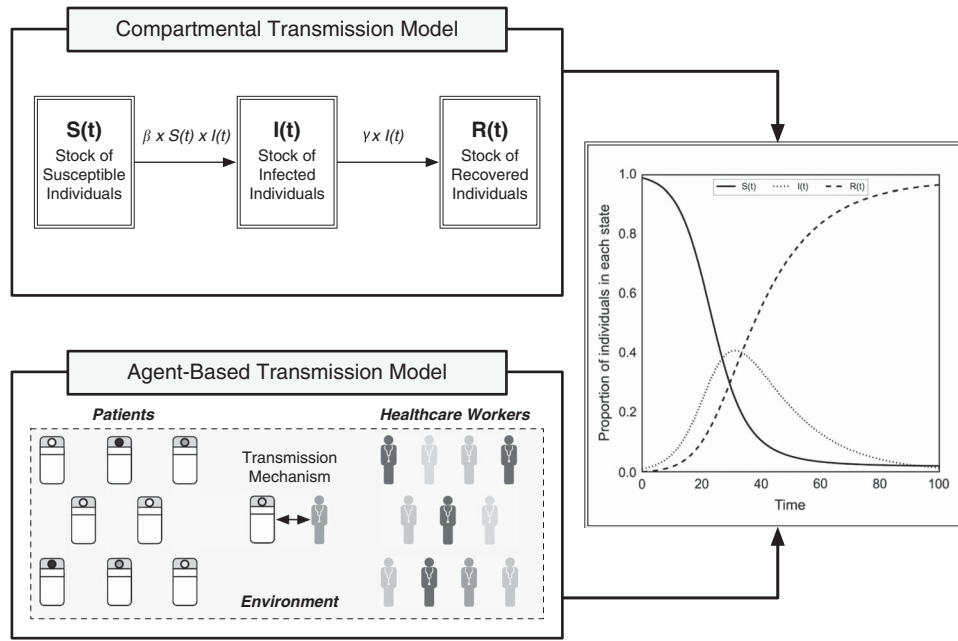 Compartmental Transmission Model
S(t)
Stock of
Susceptible
Individuals
β x S(t) x I(t)
I(t)
Stock of
Infected
Individuals
γ x I(t)
R(t)
Stock of
Recovered
Individuals
Agent-Based Transmission Model
Patients
Healthcare Workers
Transmission
Mechanism
Environment
S(t) I(t) R(t)
Proportion of individuals in each state
1.0
0.8
0.6
0.4
0.2
0.0
0 20 40 60 80 100
Time